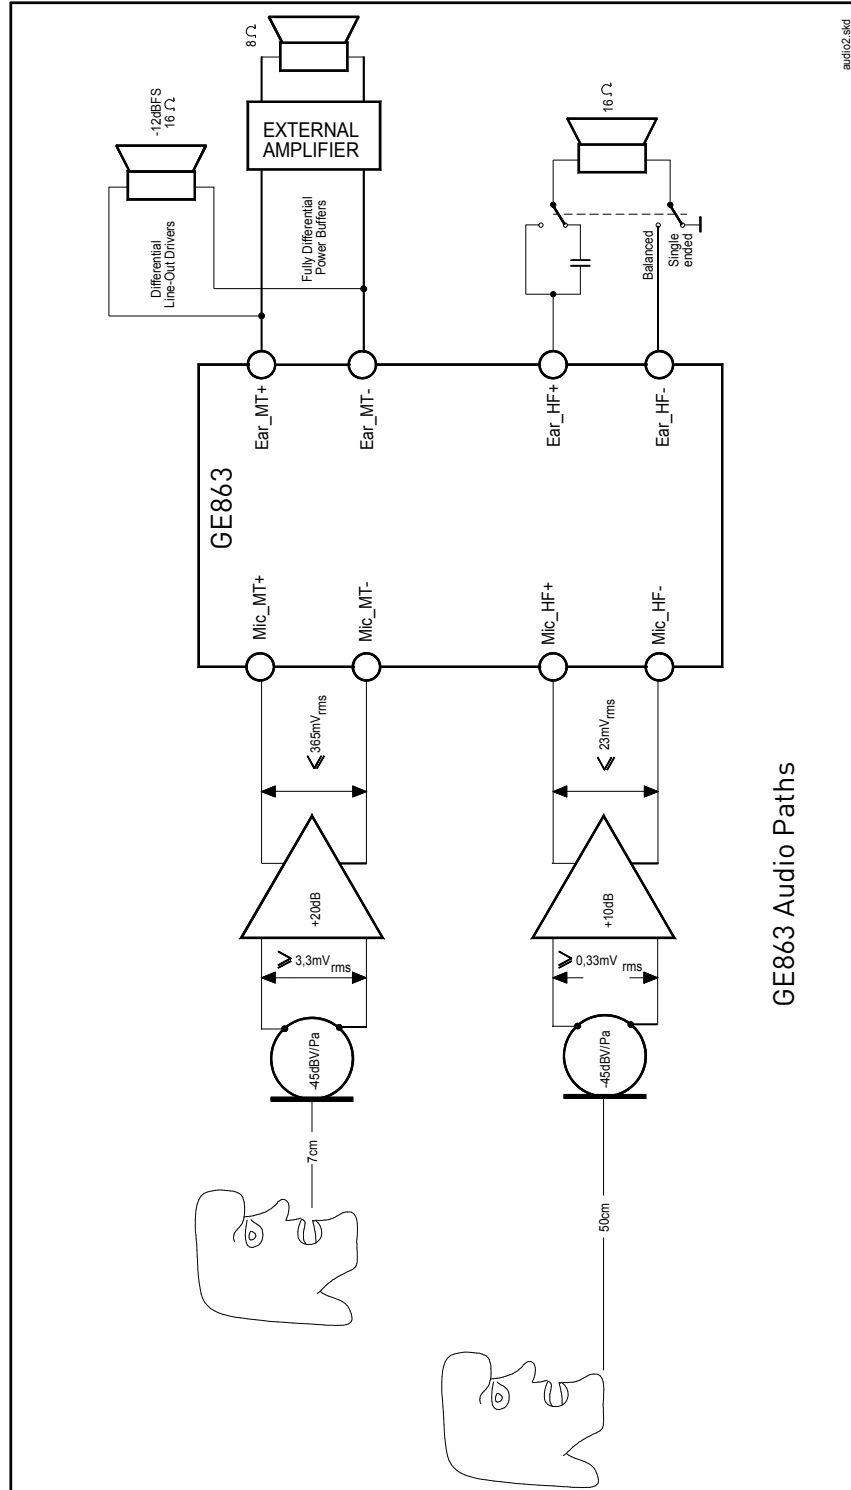 audio2.skd
8 Ω
-12dBFS
16 Ω
EXTERNAL
AMPLIFIER
16 Ω
Differential
Line-Out Drivers
Fully Differential
Power Buffers
Balanced
Single
ended
Ear_MT+
Ear_MT-
Ear_HF+
Ear_HF-
GE863
Mic_MT+
Mic_MT-
Mic_HF+
Mic_HF-
≤ 365mVrms
≤ 23mVrms
+20dB
+10dB
≥ 3,3mVrms
≥ 0,33mV rms
-45dBV/Pa
-45dBV/Pa
7cm
50cm
GE863 Audio Paths